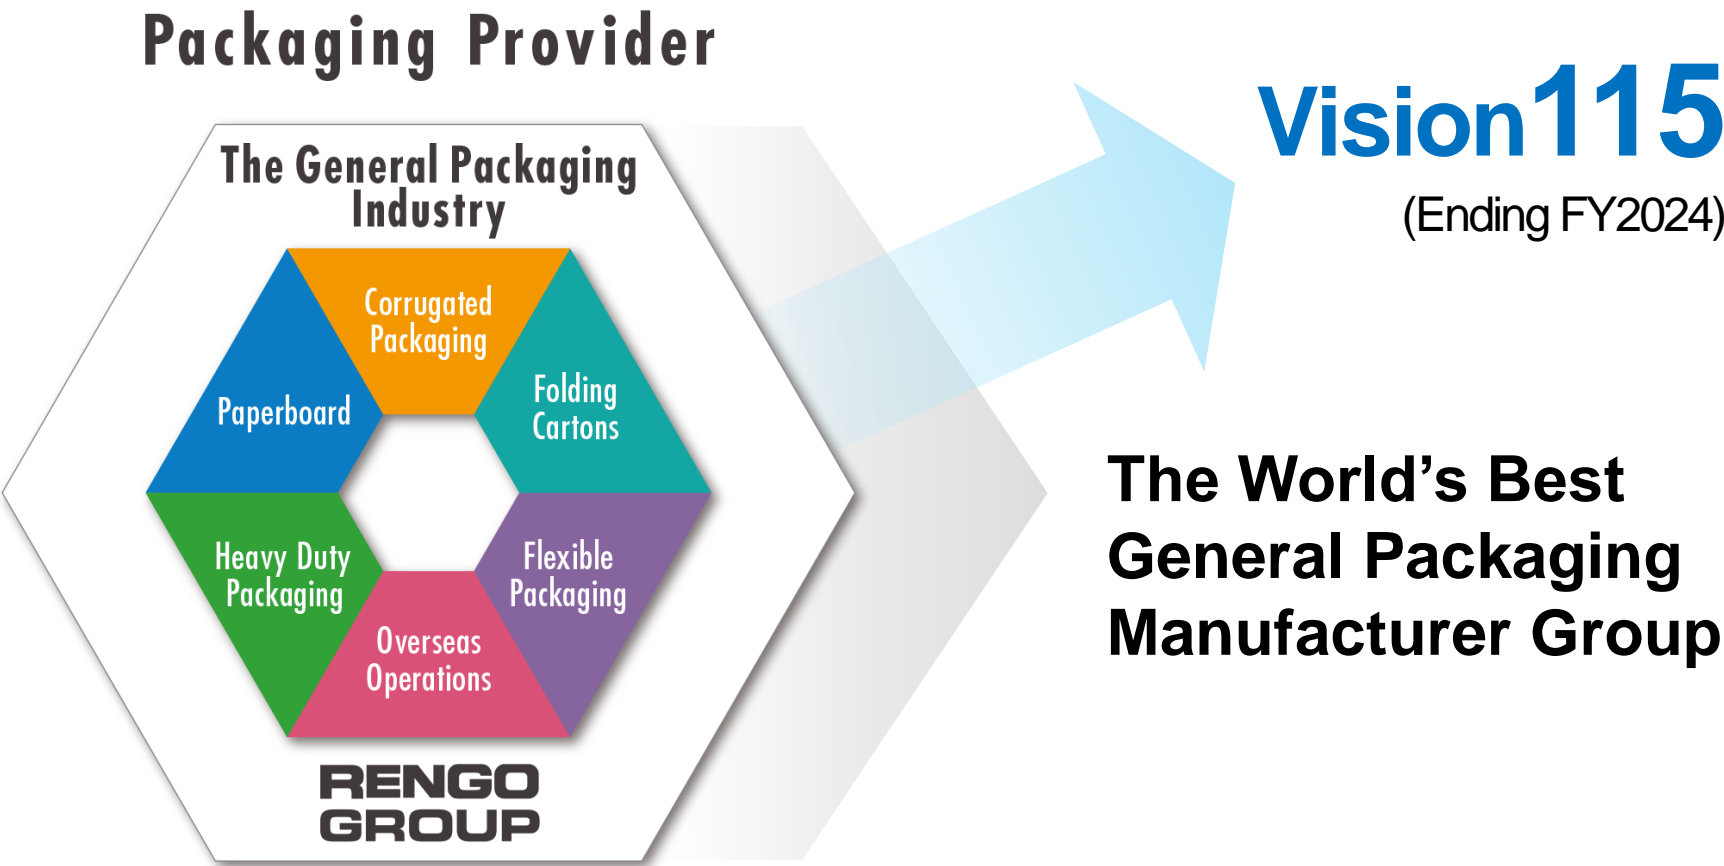 Packaging Provider
The General Packaging
Industry
Corrugated
Packaging
Folding
Cartons
Paperboard
Heavy Duty
Packaging
Flexible
Packaging
Overseas
Operations
RENGO
GROUP
Vision115
(Ending FY2024)
The World’s Best
General Packaging
Manufacturer Group